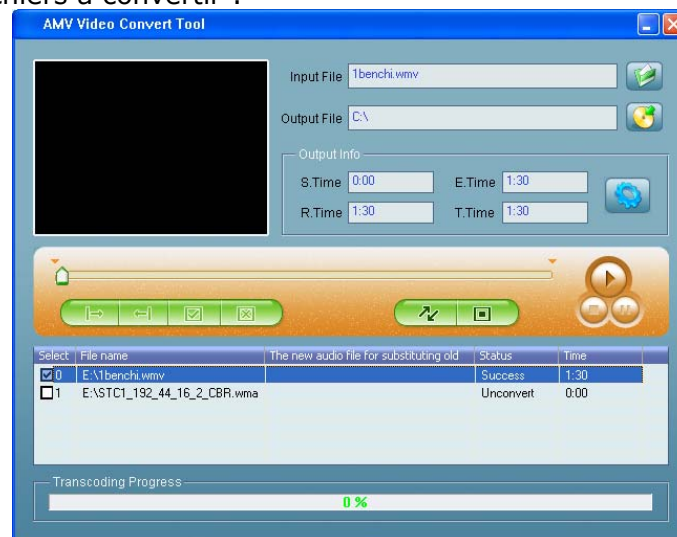 chiers à convertir".
AMV Video Convert Tool
Input File 1benchi.wmv
Output File C:\
Output Info
S.Time 0:00 E.Time 1:30
R.Time 1:30 T.Time 1:30
Select File name The new audio file for substituting old Status Time
0 E:\1benchi.wmv Success 1:30
1 E:\STC1_192_44_16_2_CBR.wma Unconvert 0:00
Transcoding Progress
0 %